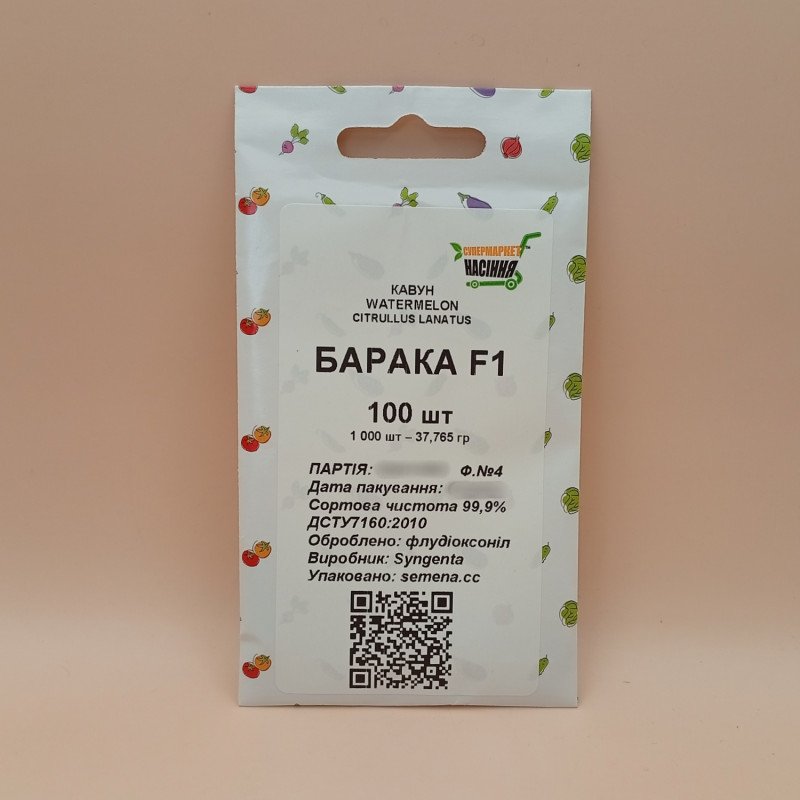 СУПЕРМАРКЕТ™
НАСІННЯ
КАВУН
WATERMELON
CITRULLUS LANATUS
БАРАКА F1
100 шт
1 000 шт – 37,765 гр
ПАРТІЯ: Ф.№4
Дата пакування:
Сортова чистота 99,9%
ДСТУ7160:2010
Оброблено: флудіоксоніл
Виробник: Syngenta
Упаковано: semena.cc